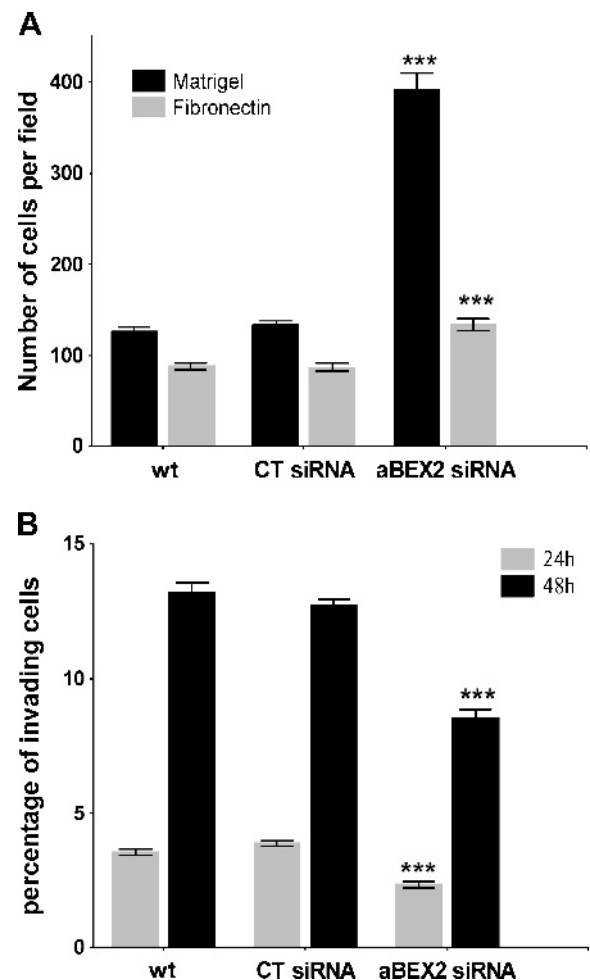 A
Number of cells per field
400
300
200
100
0
Matrigel
Fibronectin
***
***
wt
CT siRNA
aBEX2 siRNA
B
percentage of invading cells
15
10
5
0
24h
48h
***
***
wt
CT siRNA
aBEX2 siRNA